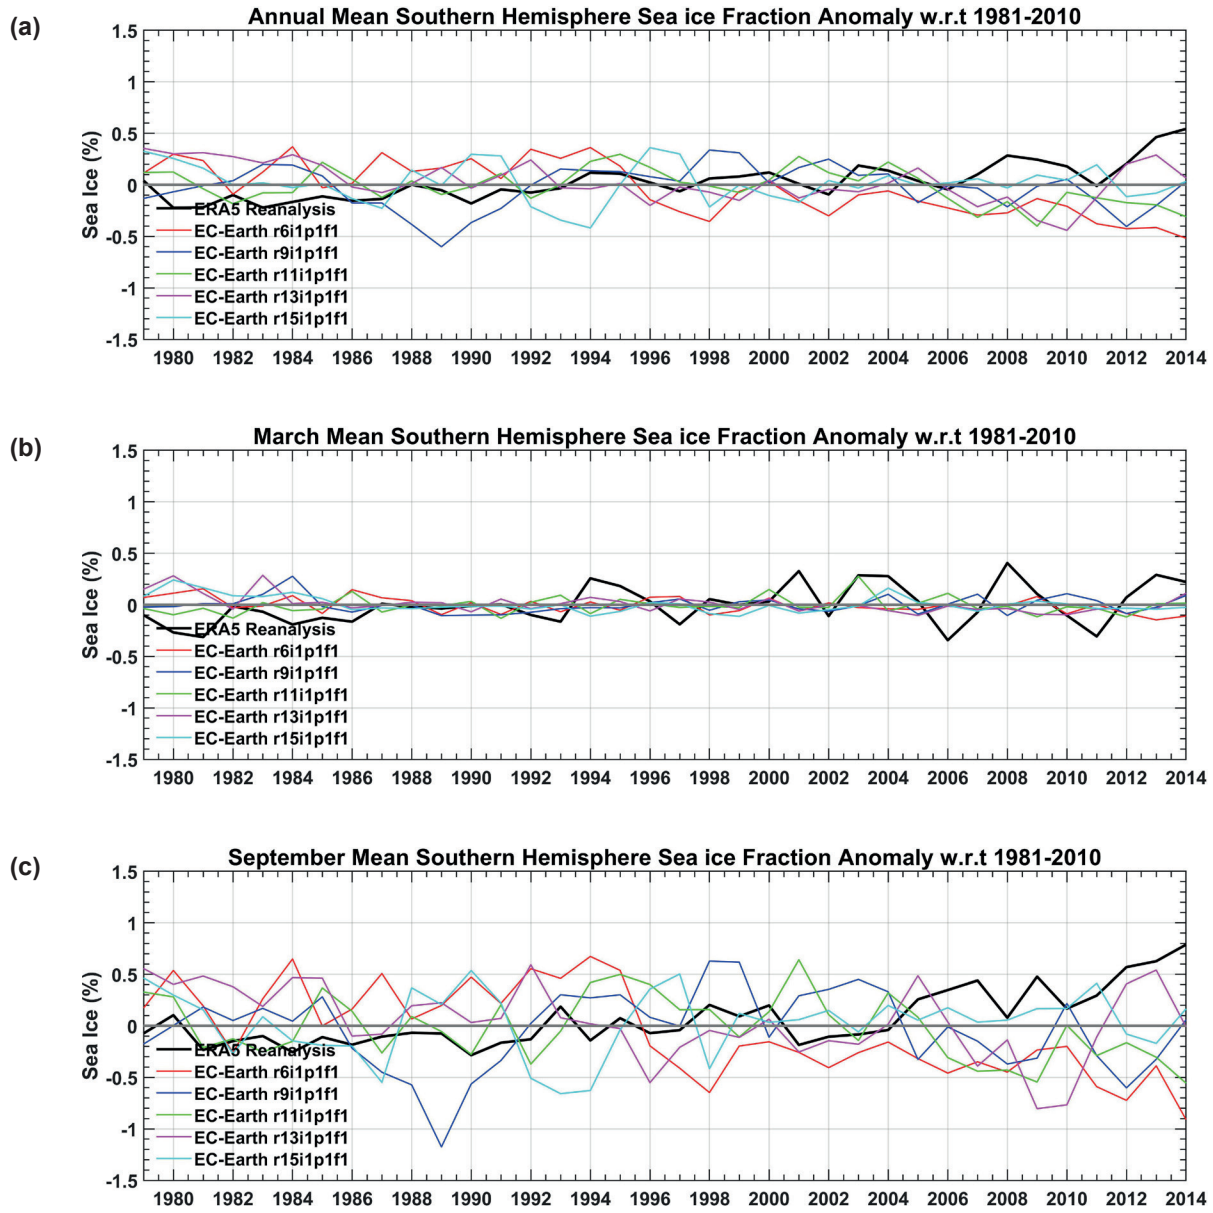 (a)
Annual Mean Southern Hemisphere Sea ice Fraction Anomaly w.r.t 1981-2010
Sea Ice (%)
1.5
1
0.5
0
-0.5
-1
-1.5
ERA5 Reanalysis
EC-Earth r6i1p1f1
EC-Earth r9i1p1f1
EC-Earth r11i1p1f1
EC-Earth r13i1p1f1
EC-Earth r15i1p1f1
1980 1982 1984 1986 1988 1990 1992 1994 1996 1998 2000 2002 2004 2006 2008 2010 2012 2014
(b)
March Mean Southern Hemisphere Sea ice Fraction Anomaly w.r.t 1981-2010
Sea Ice (%)
1.5
1
0.5
0
-0.5
-1
-1.5
ERA5 Reanalysis
EC-Earth r6i1p1f1
EC-Earth r9i1p1f1
EC-Earth r11i1p1f1
EC-Earth r13i1p1f1
EC-Earth r15i1p1f1
1980 1982 1984 1986 1988 1990 1992 1994 1996 1998 2000 2002 2004 2006 2008 2010 2012 2014
(c)
September Mean Southern Hemisphere Sea ice Fraction Anomaly w.r.t 1981-2010
Sea Ice (%)
1.5
1
0.5
0
-0.5
-1
-1.5
ERA5 Reanalysis
EC-Earth r6i1p1f1
EC-Earth r9i1p1f1
EC-Earth r11i1p1f1
EC-Earth r13i1p1f1
EC-Earth r15i1p1f1
1980 1982 1984 1986 1988 1990 1992 1994 1996 1998 2000 2002 2004 2006 2008 2010 2012 2014